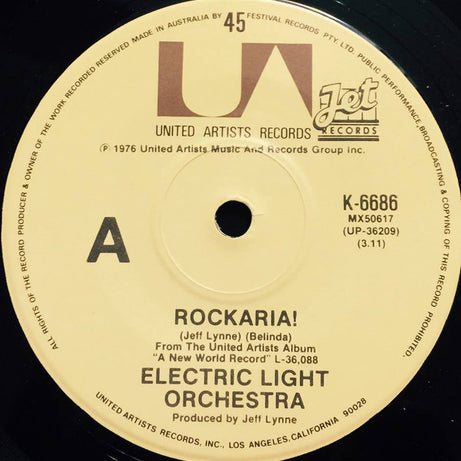 MADE IN AUSTRALIA BY FESTIVAL RECORDS PTY. LTD. PUBLIC PERFORMANCE, BROADCASTING & COPYING OF THIS RECORD PROHIBITED.
ALL RIGHTS OF THE RECORD PRODUCER & OWNER OF THE WORK RECORDED RESERVED
45
UA
Jet
RECORDS
UNITED ARTISTS RECORDS
℗ 1976 United Artists Music And Records Group Inc.
K-6686
MX50617
(UP-36209)
(3.11)
A
ROCKARIA!
(Jeff Lynne) (Belinda)
From The United Artists Album
"A New World Record" L-36,088
ELECTRIC LIGHT
ORCHESTRA
Produced by Jeff Lynne
UNITED ARTISTS RECORDS, INC., LOS ANGELES, CALIFORNIA 90028